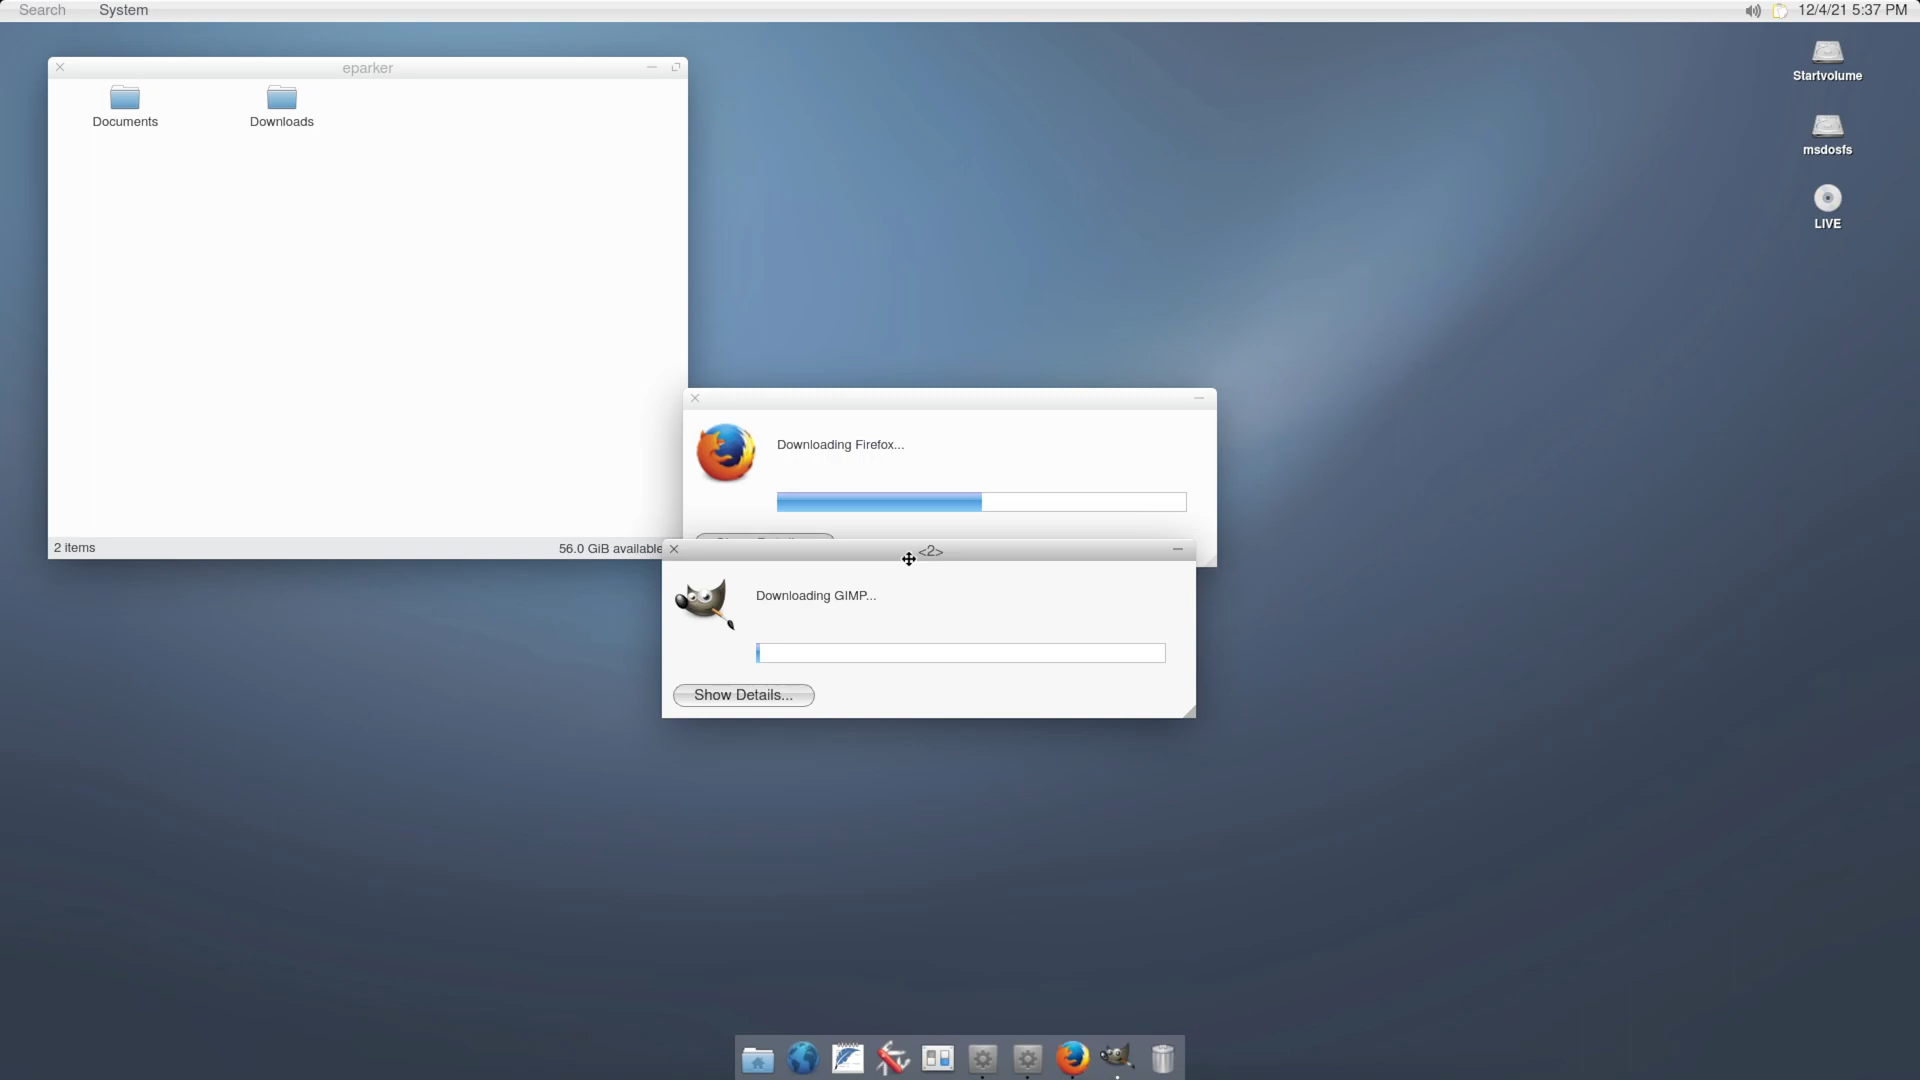 Search System 12/4/21 5:37 PM
eparker
Documents Downloads
2 items 56.0 GiB available
Startvolume
msdosfs
LIVE
Downloading Firefox...
<2>
Downloading GIMP...
Show Details...